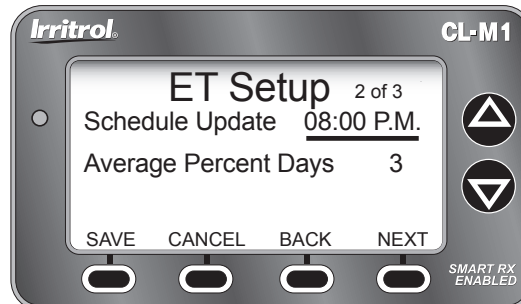 Irritrol®
CL-M1
ET Setup 2 of 3
Schedule Update 08:00 P.M.
Average Percent Days 3
SAVE CANCEL BACK NEXT
SMART RX
ENABLED